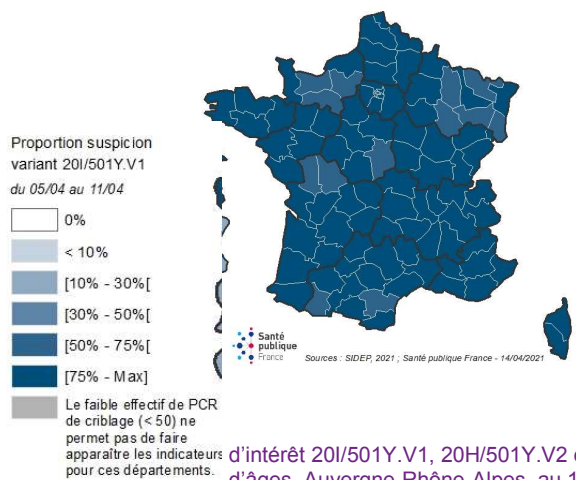 Proportion suspicion
variant 20I/501Y.V1
du 05/04 au 11/04
0%
< 10%
[10% - 30%[
[30% - 50%[
[50% - 75%[
[75% - Max]
Le faible effectif de PCR
de criblage (< 50) ne
permet pas de faire
apparaître les indicateurs
pour ces départements.
Santé
publique
France
Sources : SIDEP, 2021 ; Santé publique France - 14/04/2021
d'intérêt 20I/501Y.V1, 20H/501Y.V2
d'âges, Auvergne-Rhône-Alpes, au